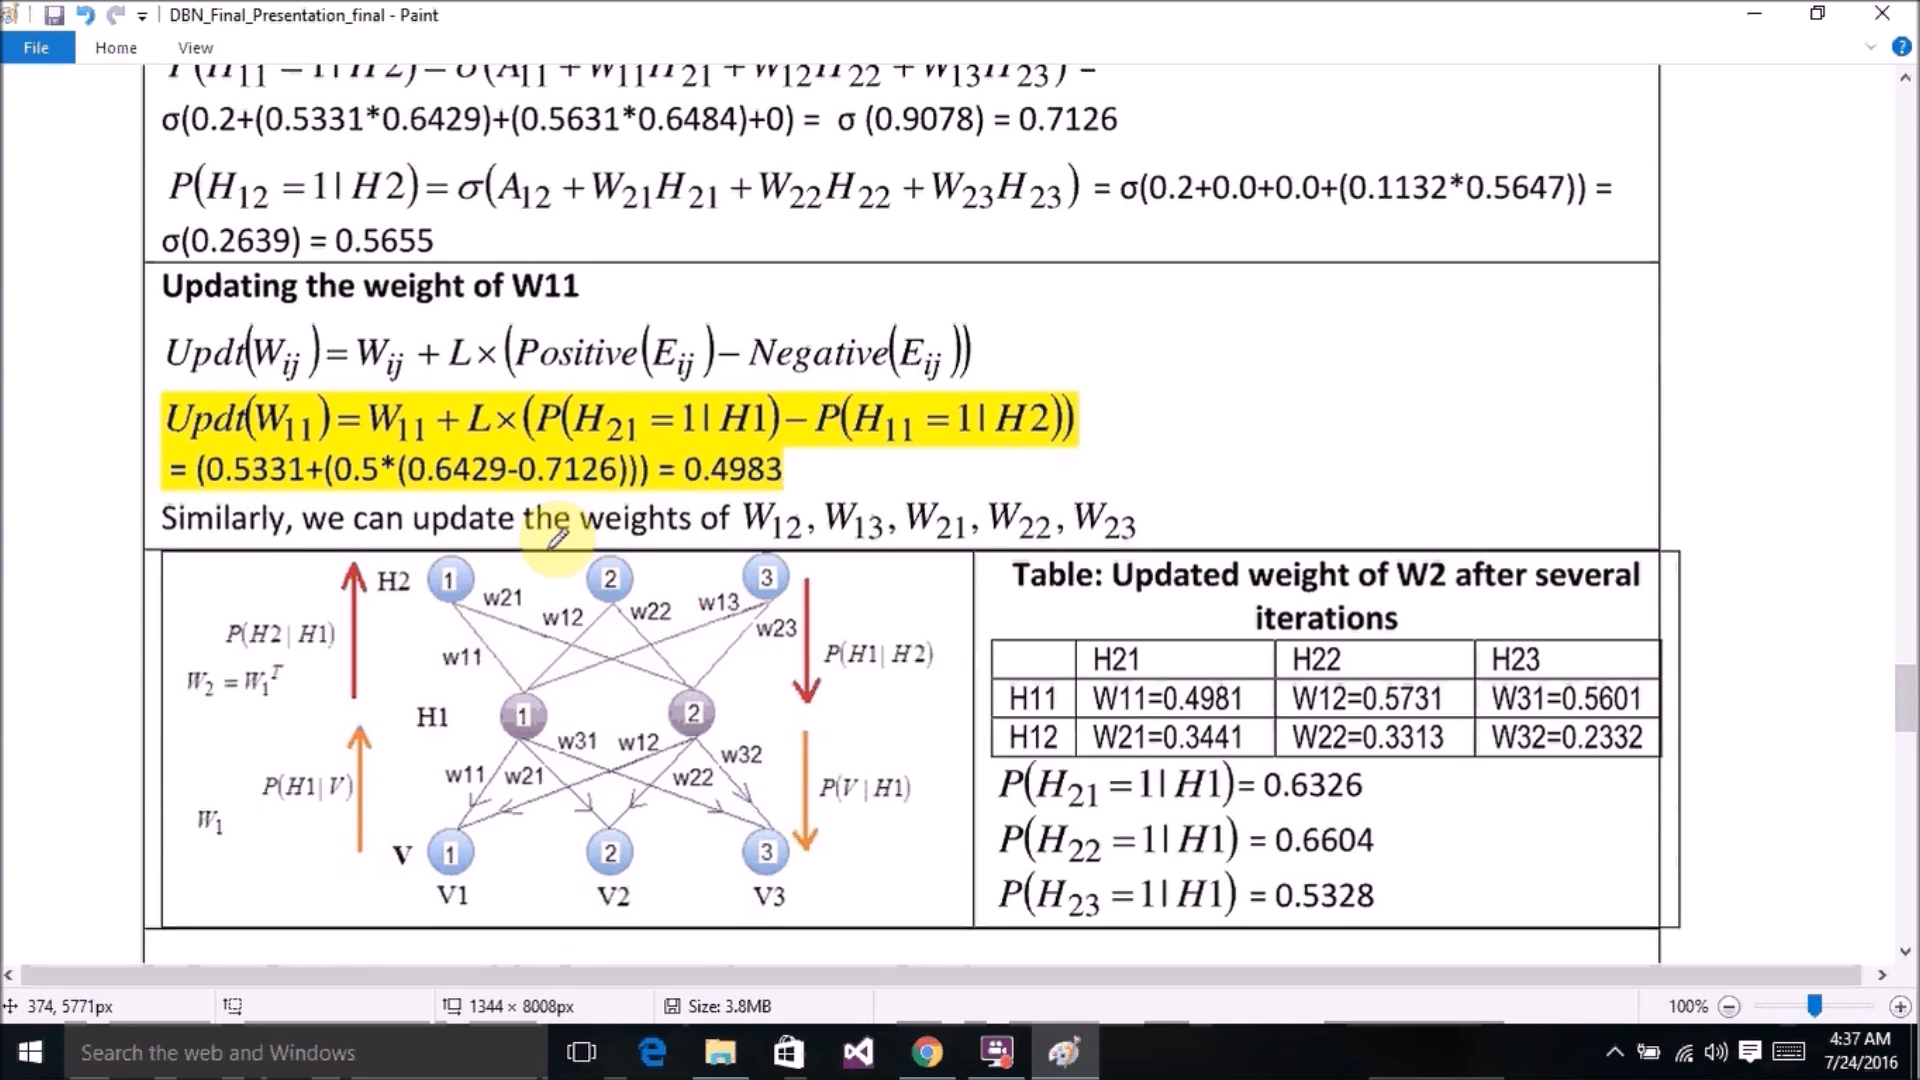 DBN_Final_Presentation_final - Paint
File Home View
P(H11 = 1 | H2) = σ(A11 + W11H21 + W12H22 + W13H23) =
σ(0.2+(0.5331*0.6429)+(0.5631*0.6484)+0) = σ (0.9078) = 0.7126
P(H12 = 1 | H2) = σ(A12 + W21H21 + W22H22 + W23H23) = σ(0.2+0.0+0.0+(0.1132*0.5647)) =
σ(0.2639) = 0.5655
Updating the weight of W11
Updt(Wij) = Wij + L×(Positive(Eij) − Negative(Eij))
Updt(W11) = W11 + L×(P(H21 = 1 | H1) − P(H11 = 1 | H2))
= (0.5331+(0.5*(0.6429-0.7126))) = 0.4983
Similarly, we can update the weights of W12, W13, W21, W22, W23
H2 1 2 3
w21 w12 w22 w13 w23
P(H2 | H1)
w11
P(H1 | H2)
W2 = W1^T
H1 1 2
w31 w12 w32
P(H1 | V)
w11 w21 w22
P(V | H1)
W1
V 1 2 3
V1 V2 V3
Table: Updated weight of W2 after several
iterations
H21 H22 H23
H11 W11=0.4981 W12=0.5731 W31=0.5601
H12 W21=0.3441 W22=0.3313 W32=0.2332
P(H21 = 1 | H1) = 0.6326
P(H22 = 1 | H1) = 0.6604
P(H23 = 1 | H1) = 0.5328
374, 5771px 1344 × 8008px Size: 3.8MB 100%
Search the web and Windows
4:37 AM
7/24/2016